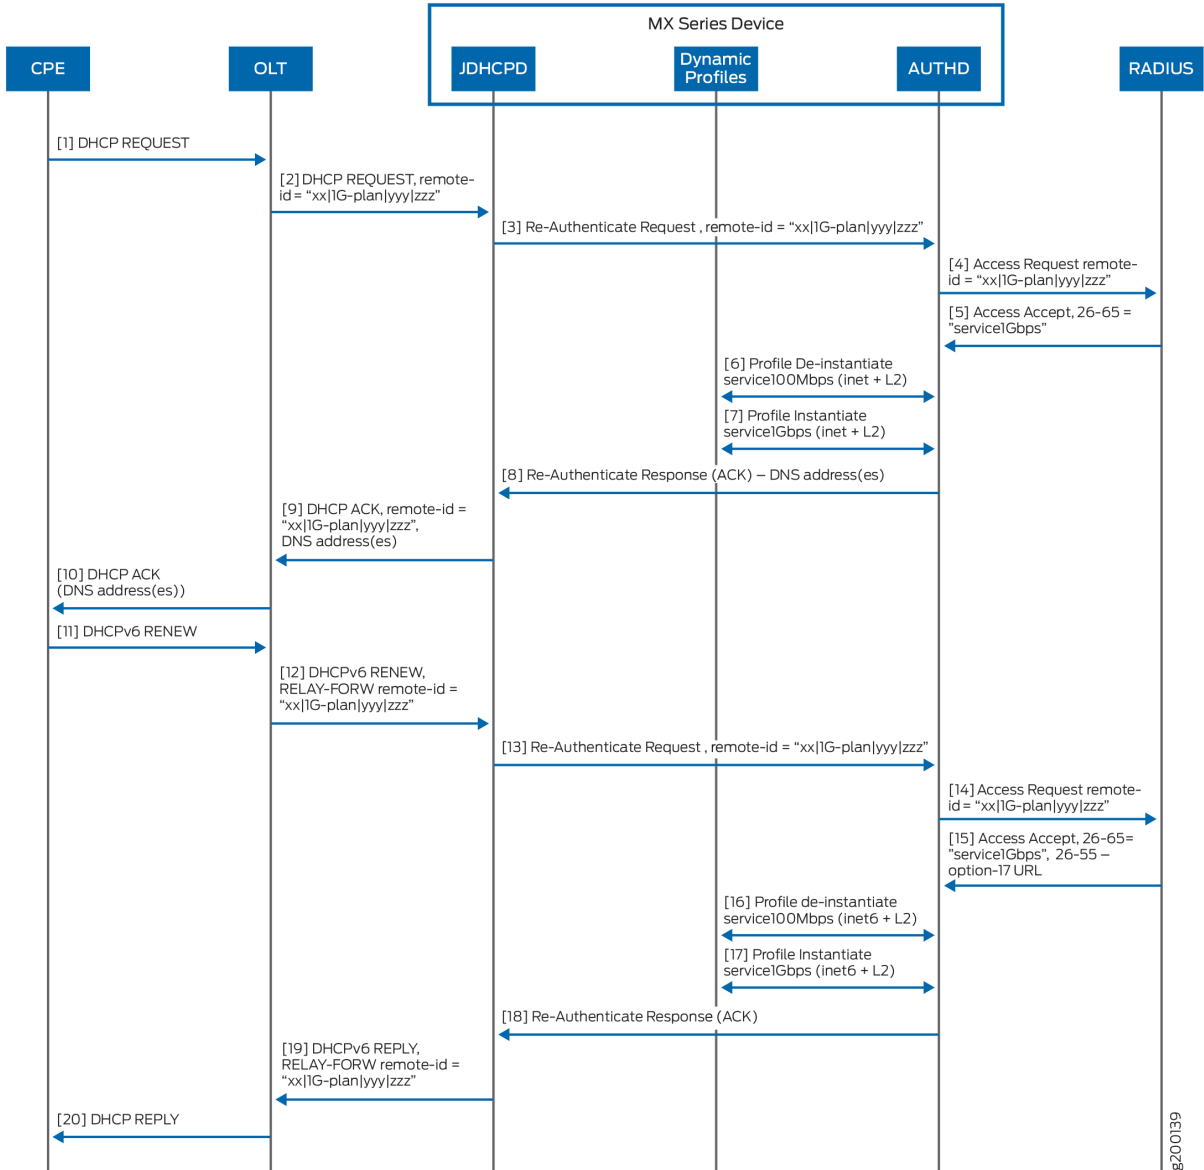 MX Series Device
CPE
OLT
JDHCPD
Dynamic
Profiles
AUTHD
RADIUS
[1] DHCP REQUEST
[2] DHCP REQUEST, remote-
id = “xx|1G-plan|yyy|zzz”
[3] Re-Authenticate Request , remote-id = “xx|1G-plan|yyy|zzz”
[4] Access Request remote-
id = “xx|1G-plan|yyy|zzz”
[5] Access Accept, 26-65 =
”service1Gbps”
[6] Profile De-instantiate
service100Mbps (inet + L2)
[7] Profile Instantiate
service1Gbps (inet + L2)
[8] Re-Authenticate Response (ACK) – DNS address(es)
[9] DHCP ACK, remote-id =
“xx|1G-plan|yyy|zzz”,
DNS address(es)
[10] DHCP ACK
(DNS address(es))
[11] DHCPv6 RENEW
[12] DHCPv6 RENEW,
RELAY-FORW remote-id =
“xx|1G-plan|yyy|zzz”
[13] Re-Authenticate Request , remote-id = “xx|1G-plan|yyy|zzz”
[14] Access Request remote-
id = “xx|1G-plan|yyy|zzz”
[15] Access Accept, 26-65=
”service1Gbps”, 26-55 –
option-17 URL
[16] Profile de-instantiate
service100Mbps (inet6 + L2)
[17] Profile Instantiate
service1Gbps (inet6 + L2)
[18] Re-Authenticate Response (ACK)
[19] DHCPv6 REPLY,
RELAY-FORW remote-id =
“xx|1G-plan|yyy|zzz”
[20] DHCP REPLY
g200139